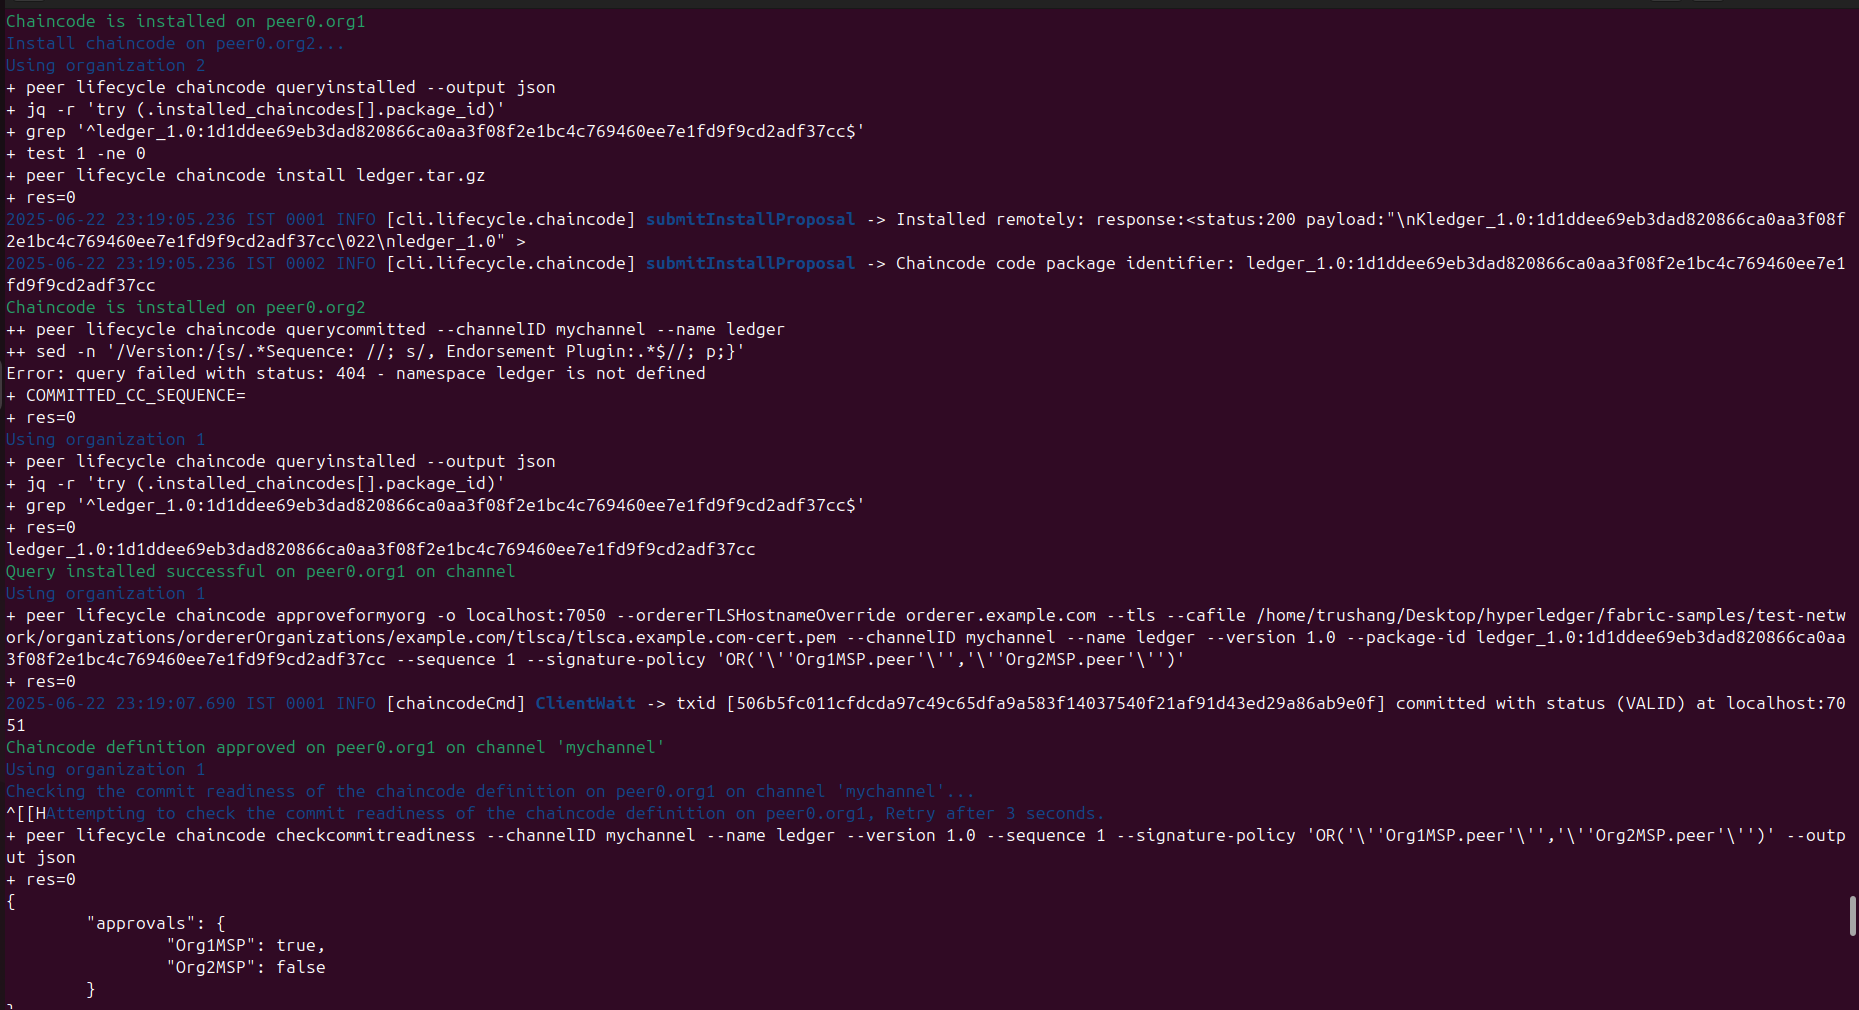 Chaincode is installed on peer0.org1
Install chaincode on peer0.org2...
Using organization 2
+ peer lifecycle chaincode queryinstalled --output json
+ jq -r 'try (.installed_chaincodes[].package_id)'
+ grep '^ledger_1.0:1d1ddee69eb3dad820866ca0aa3f08f2e1bc4c769460ee7e1fd9f9cd2adf37cc$'
+ test 1 -ne 0
+ peer lifecycle chaincode install ledger.tar.gz
+ res=0
2025-06-22 23:19:05.236 IST 0001 INFO [cli.lifecycle.chaincode] submitInstallProposal -> Installed remotely: response:<status:200 payload:"\nKledger_1.0:1d1ddee69eb3dad820866ca0aa3f08f
2e1bc4c769460ee7e1fd9f9cd2adf37cc\022\nledger_1.0" >
2025-06-22 23:19:05.236 IST 0002 INFO [cli.lifecycle.chaincode] submitInstallProposal -> Chaincode code package identifier: ledger_1.0:1d1ddee69eb3dad820866ca0aa3f08f2e1bc4c769460ee7e1
fd9f9cd2adf37cc
Chaincode is installed on peer0.org2
++ peer lifecycle chaincode querycommitted --channelID mychannel --name ledger
++ sed -n '/Version:/{s/.*Sequence: //; s/, Endorsement Plugin:.*$//; p;}'
Error: query failed with status: 404 - namespace ledger is not defined
+ COMMITTED_CC_SEQUENCE=
+ res=0
Using organization 1
+ peer lifecycle chaincode queryinstalled --output json
+ jq -r 'try (.installed_chaincodes[].package_id)'
+ grep '^ledger_1.0:1d1ddee69eb3dad820866ca0aa3f08f2e1bc4c769460ee7e1fd9f9cd2adf37cc$'
+ res=0
ledger_1.0:1d1ddee69eb3dad820866ca0aa3f08f2e1bc4c769460ee7e1fd9f9cd2adf37cc
Query installed successful on peer0.org1 on channel
Using organization 1
+ peer lifecycle chaincode approveformyorg -o localhost:7050 --ordererTLSHostnameOverride orderer.example.com --tls --cafile /home/trushang/Desktop/hyperledger/fabric-samples/test-netw
ork/organizations/ordererOrganizations/example.com/tlsca/tlsca.example.com-cert.pem --channelID mychannel --name ledger --version 1.0 --package-id ledger_1.0:1d1ddee69eb3dad820866ca0aa
3f08f2e1bc4c769460ee7e1fd9f9cd2adf37cc --sequence 1 --signature-policy 'OR('\''Org1MSP.peer'\'','\''Org2MSP.peer'\'')'
+ res=0
2025-06-22 23:19:07.690 IST 0001 INFO [chaincodeCmd] ClientWait -> txid [506b5fc011cfdcda97c49c65dfa9a583f14037540f21af91d43ed29a86ab9e0f] committed with status (VALID) at localhost:70
51
Chaincode definition approved on peer0.org1 on channel 'mychannel'
Using organization 1
Checking the commit readiness of the chaincode definition on peer0.org1 on channel 'mychannel'...
^[[HAttempting to check the commit readiness of the chaincode definition on peer0.org1, Retry after 3 seconds.
+ peer lifecycle chaincode checkcommitreadiness --channelID mychannel --name ledger --version 1.0 --sequence 1 --signature-policy 'OR('\''Org1MSP.peer'\'','\''Org2MSP.peer'\'')' --outp
ut json
+ res=0
{
"approvals": {
"Org1MSP": true,
"Org2MSP": false
}